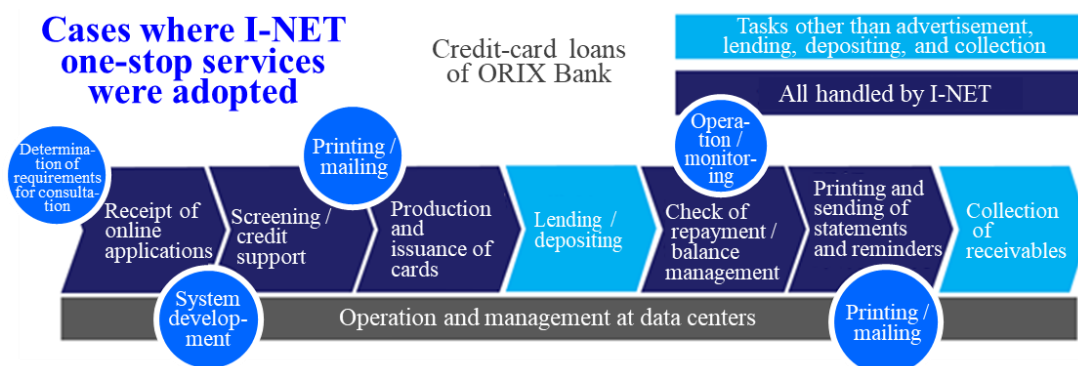 Cases where I-NET
one-stop services
were adopted
Credit-card loans
of ORIX Bank
Tasks other than advertisement,
lending, depositing, and collection
All handled by I-NET
Determina-
tion of
requirements
for consulta-
tion
Printing /
mailing
Opera-
tion /
monitor-
ing
Receipt of
online
applications
Screening /
credit
support
Production
and
issuance of
cards
Lending /
depositing
Check of
repayment /
balance
management
Printing and
sending of
statements
and reminders
Collection
of
receivables
System
develop-
ment
Operation and management at data centers
Printing /
mailing